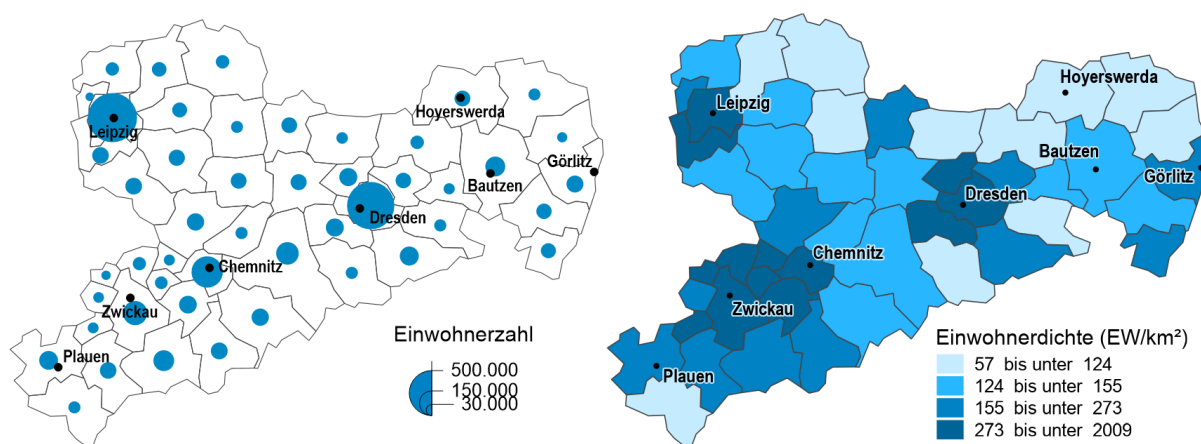 Leipzig
Hoyerswerda
Görlitz
Bautzen
Dresden
Chemnitz
Zwickau
Plauen
Einwohnerzahl
500.000
150.000
30.000
Hoyerswerda
Leipzig
Bautzen
Görlitz
Dresden
Chemnitz
Zwickau
Plauen
Einwohnerdichte (EW/km²)
57 bis unter 124
124 bis unter 155
155 bis unter 273
273 bis unter 2009